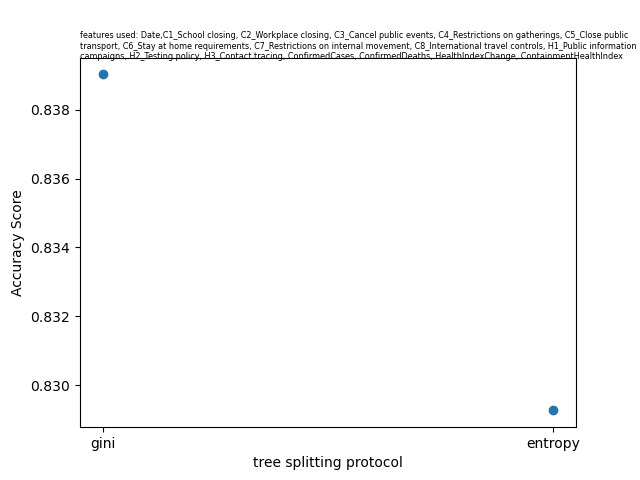 features used: Date,C1_School closing, C2_Workplace closing, C3_Cancel public events, C4_Restrictions on gatherings, C5_Close public
transport, C6_Stay at home requirements, C7_Restrictions on internal movement, C8_International travel controls, H1_Public information
campaigns, H2_Testing policy, H3_Contact tracing, ConfirmedCases, ConfirmedDeaths, HealthIndexChange, ContainmentHealthIndex
0.838
0.836
0.834
0.832
0.830
Accuracy Score
gini
entropy
tree splitting protocol